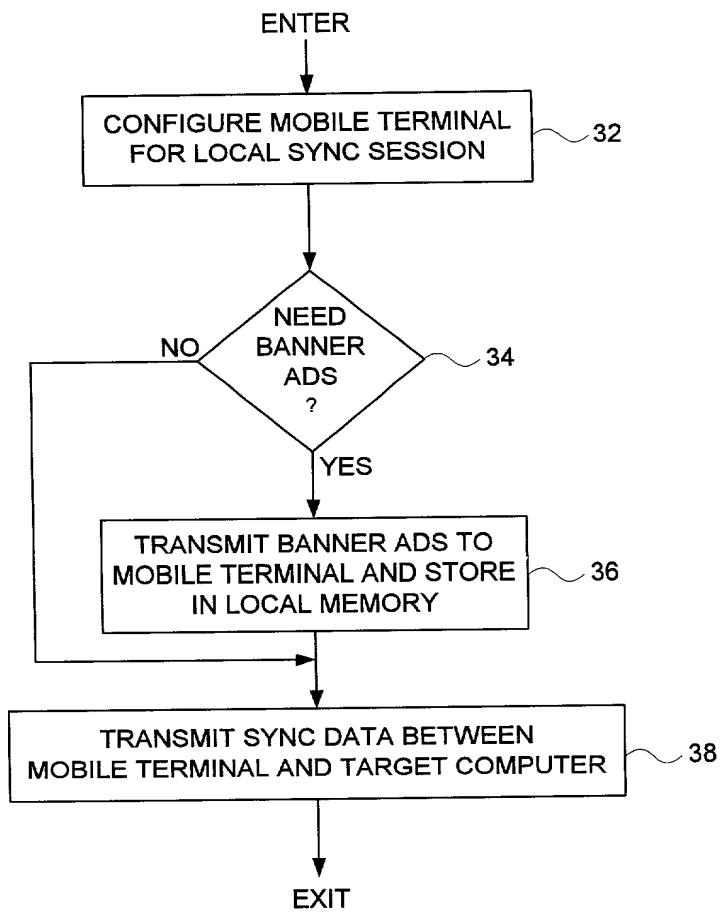 ENTER
CONFIGURE MOBILE TERMINAL
FOR LOCAL SYNC SESSION
32
NEED
BANNER
ADS
?
34
NO
YES
TRANSMIT BANNER ADS TO
MOBILE TERMINAL AND STORE
IN LOCAL MEMORY
36
TRANSMIT SYNC DATA BETWEEN
MOBILE TERMINAL AND TARGET COMPUTER
38
EXIT